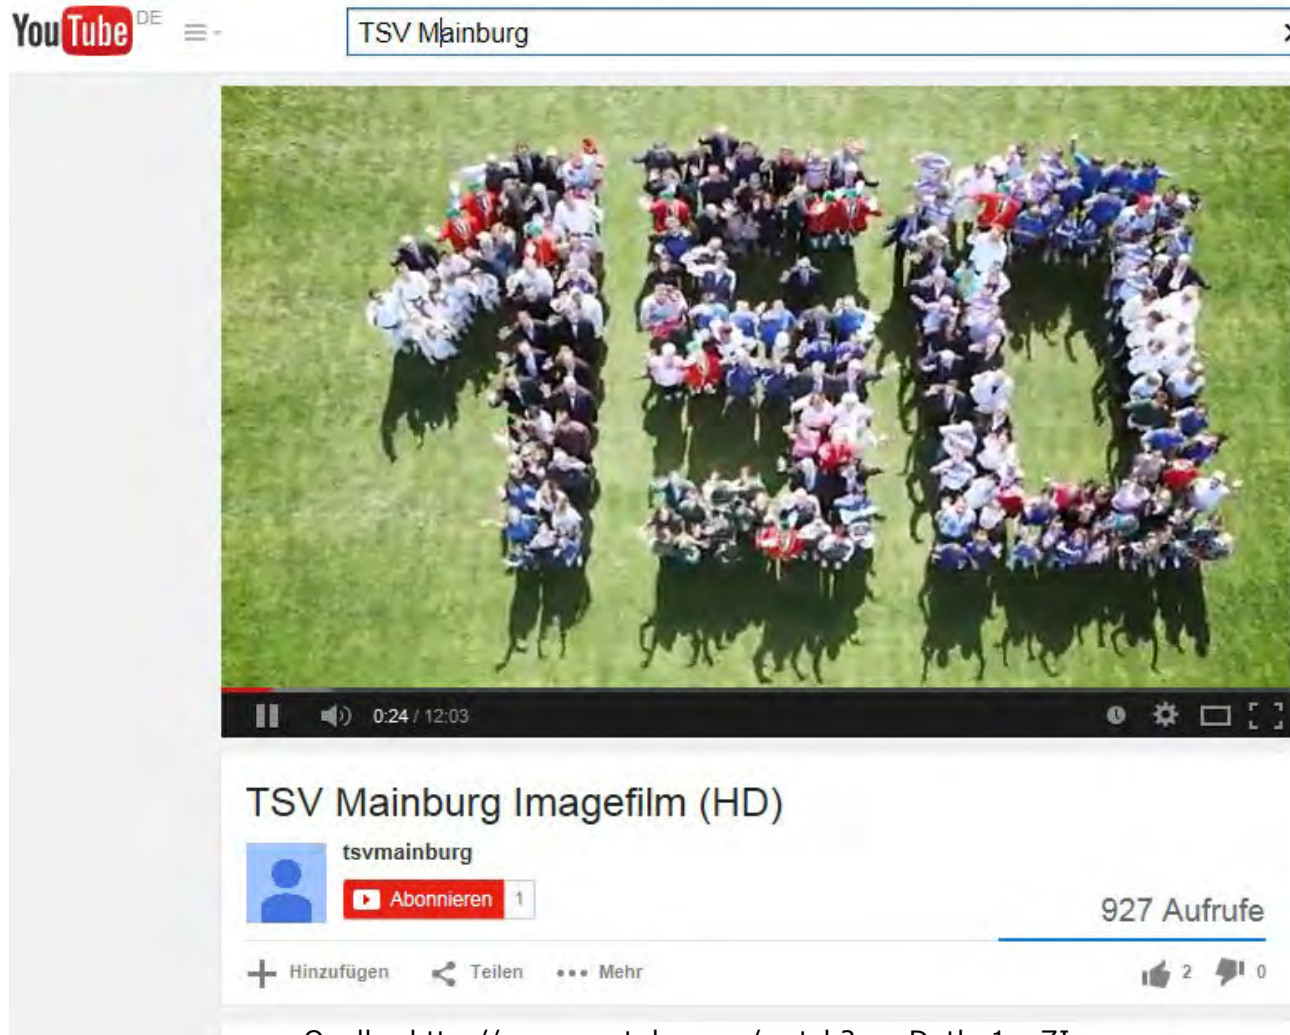 YouTube DE
TSV Mainburg
150
0:24 / 12:03
TSV Mainburg Imagefilm (HD)
tsvmainburg
Abonnieren 1
927 Aufrufe
Hinzufügen Teilen Mehr 2 0